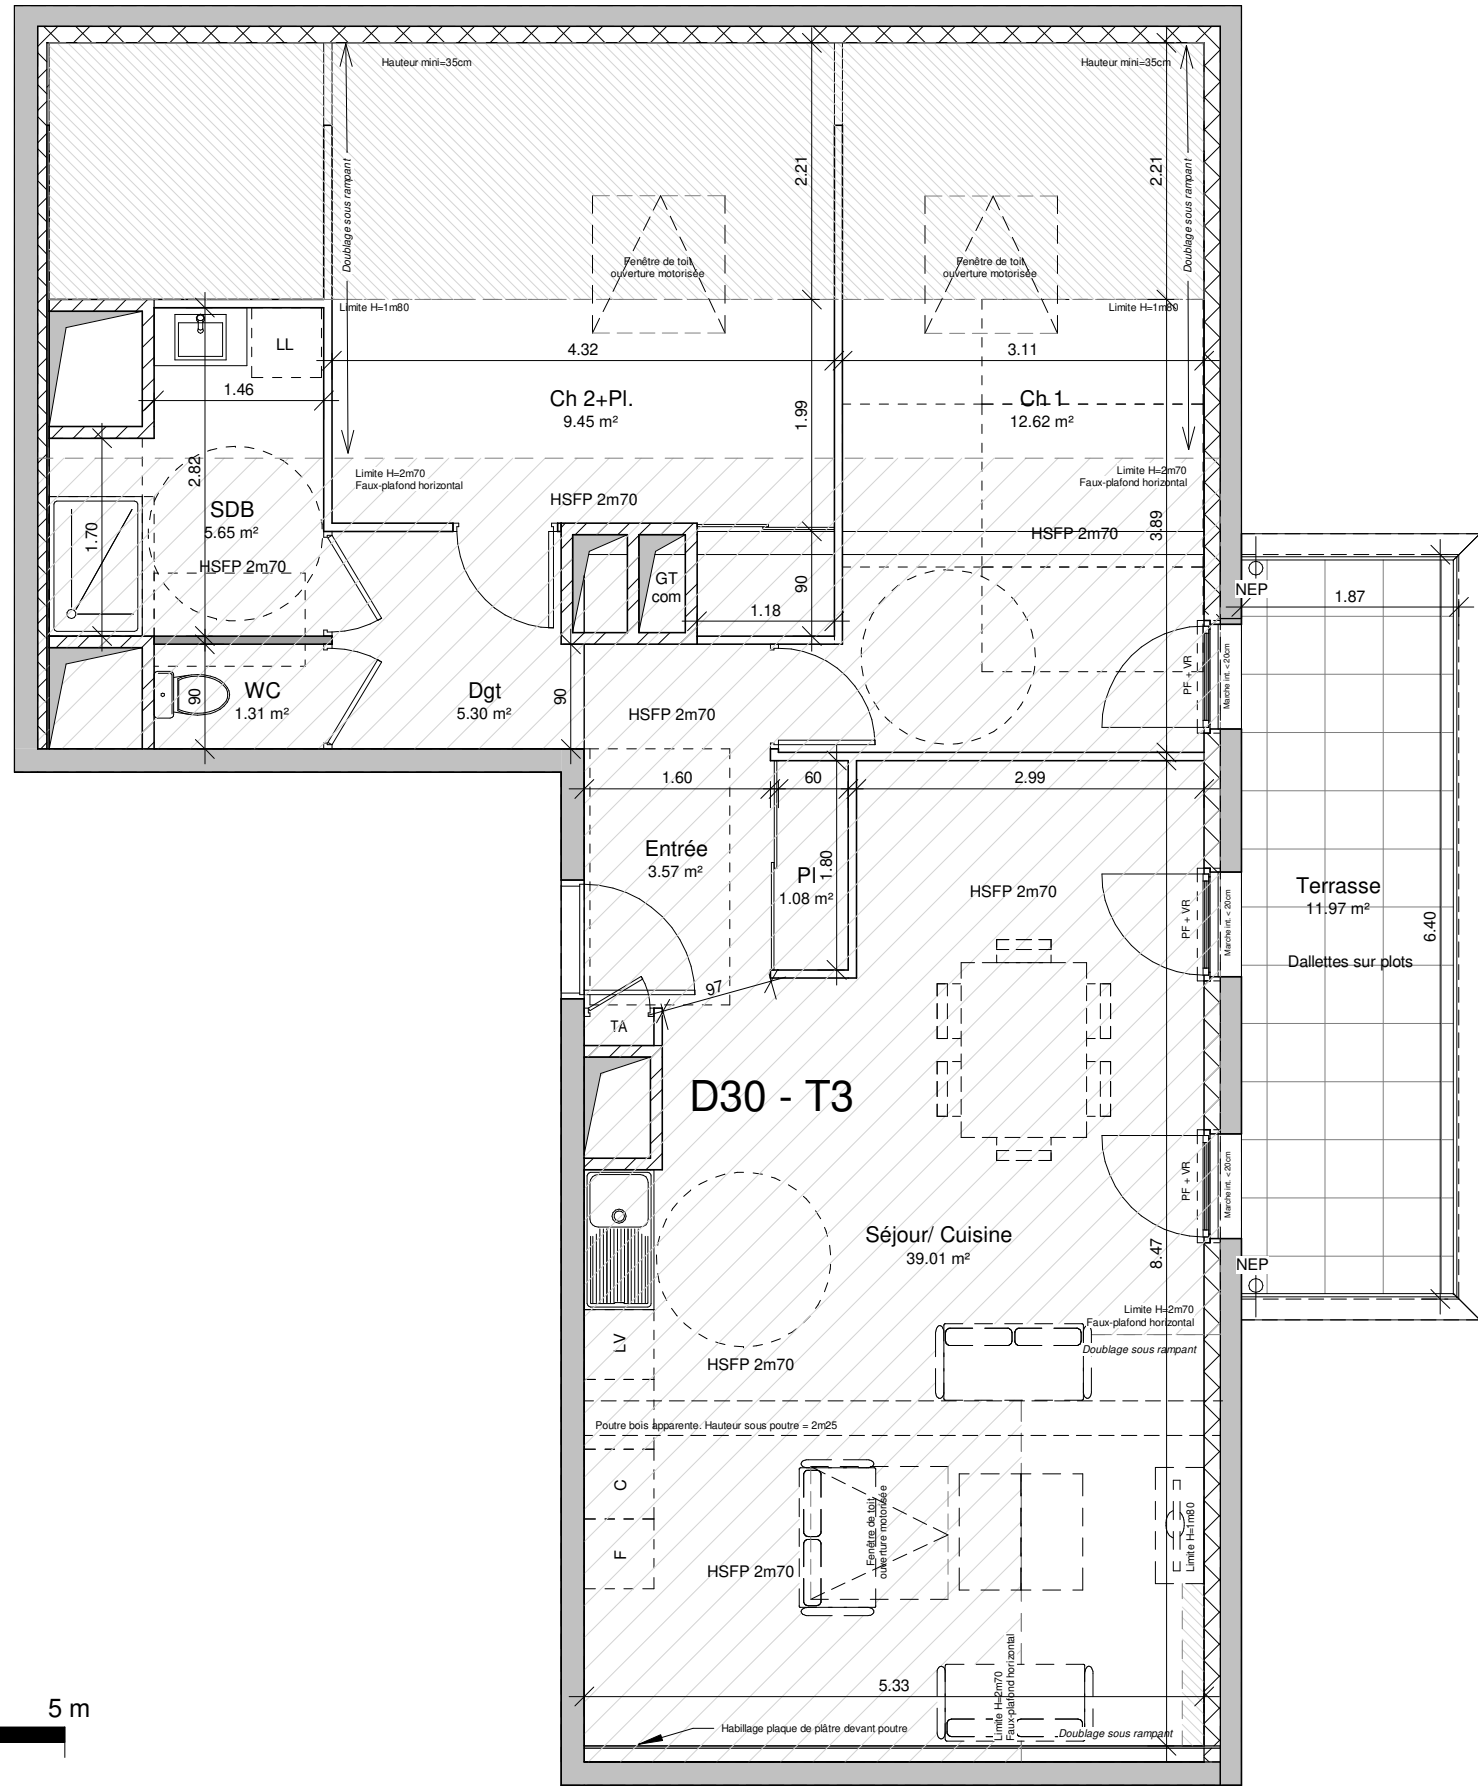 Hauteur mini=35cm
Hauteur mini=35cm
Doublage sous rampant
2.21
2.21
Doublage sous rampant
Fenêtre de toit
ouverture motorisée
Fenêtre de toit
ouverture motorisée
Limite H=1m80
Limite H=1m80
LL
4.32
3.11
1.46
Ch 2+Pl.
9.45 m²
1.99
Ch 1
12.62 m²
2.82
Limite H=2m70
Faux-plafond horizontal
Limite H=2m70
Faux-plafond horizontal
HSFP 2m70
SDB
5.65 m²
1.70
HSFP 2m70
HSFP 2m70
3.89
GT
com
90
1.18
NEP
1.87
WC
1.31 m²
90
Dgt
5.30 m²
90
HSFP 2m70
PF + VR
Marche int. < 20cm
1.60
60
2.99
Entrée
3.57 m²
Pl
1.08 m²
1.80
HSFP 2m70
PF + VR
Marche int. < 20cm
Terrasse
11.97 m²
6.40
Dallettes sur plots
97
TA
D30 - T3
PF + VR
Marche int. < 20cm
Séjour/ Cuisine
39.01 m²
8.47
NEP
LV
Limite H=2m70
Faux-plafond horizontal
Doublage sous rampant
HSFP 2m70
Poutre bois apparente. Hauteur sous poutre = 2m25
C
F
HSFP 2m70
Fenêtre de toit
ouverture motorisée
Limite H=1m80
5.33
Limite H=2m70
Faux-plafond horizontal
Habillage plaque de plâtre devant poutre
Doublage sous rampant
5 m